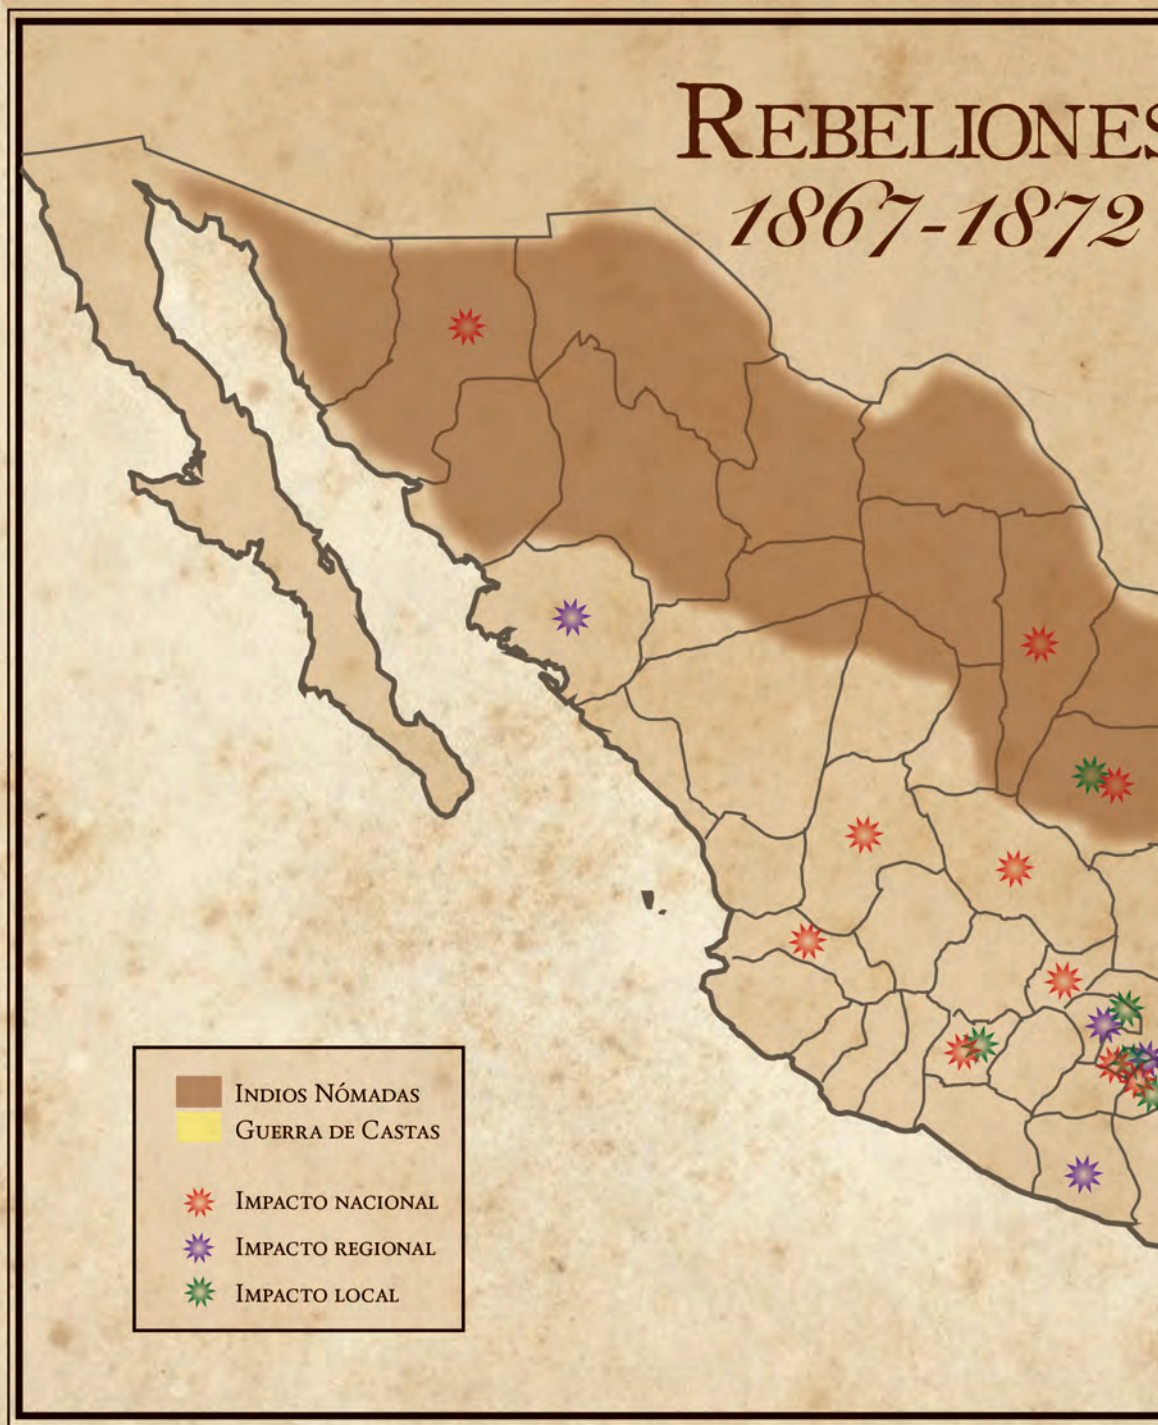 REBELIONES
1867-1872
INDIOS NÓMADAS
GUERRA DE CASTAS
IMPACTO NACIONAL
IMPACTO REGIONAL
IMPACTO LOCAL